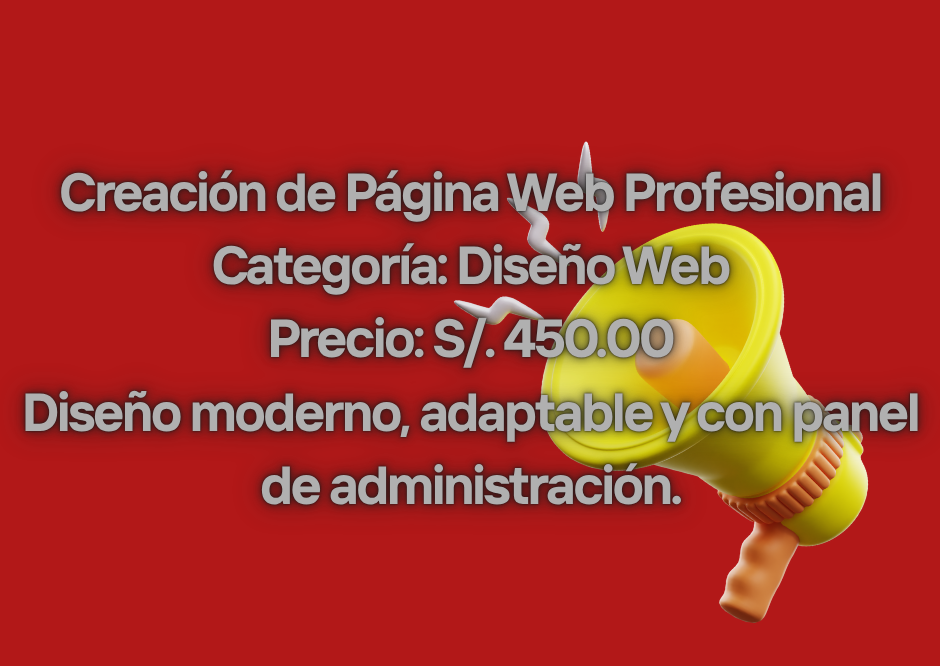 Creación de Página Web Profesional
Categoría: Diseño Web
Precio: S/. 450.00
Diseño moderno, adaptable y con panel
de administración.